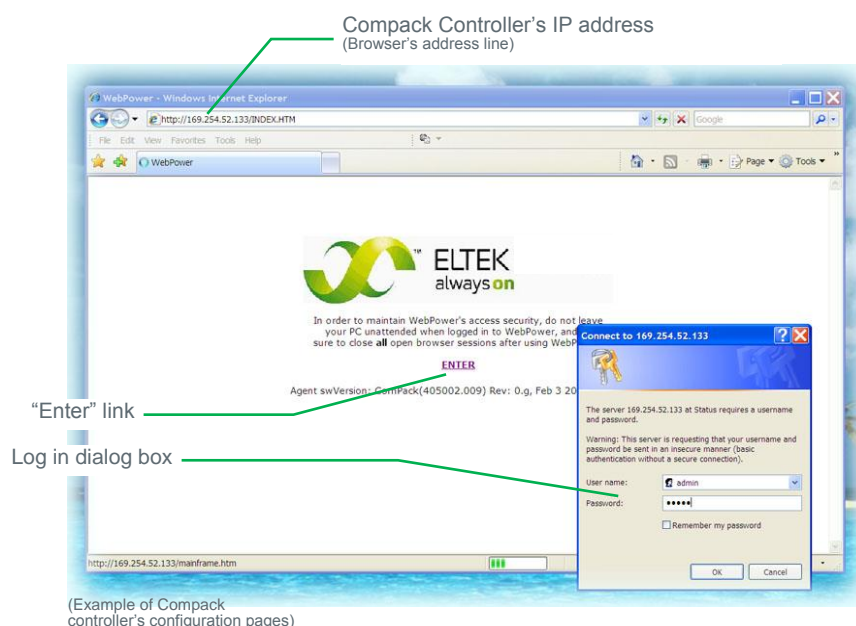 Compack Controller's IP address
(Browser's address line)
WebPower - Windows Internet Explorer
http://169.254.52.133/INDEX.HTM
Google
File Edit View Favorites Tools Help
WebPower
Page
Tools
»
™
ELTEK
always on
In order to maintain WebPower's access security, do not leave
your PC unattended when logged in to WebPower, and
sure to close all open browser sessions after using
ENTER
Agent swVersion: ComPack(405002.009) Rev: 0.g, Feb 3
Connect to 169.254.52.133
The server 169.254.52.133 at Status requires a username
and password.
Warning: This server is requesting that your username and
password be sent in an insecure manner (basic
authentication without a secure connection).
User name:
admin
Password:
•••••
Remember my password
OK
Cancel
"Enter" link
Log in dialog box
http://169.254.52.133/mainframe.htm
(Example of Compack
controller's configuration pages)